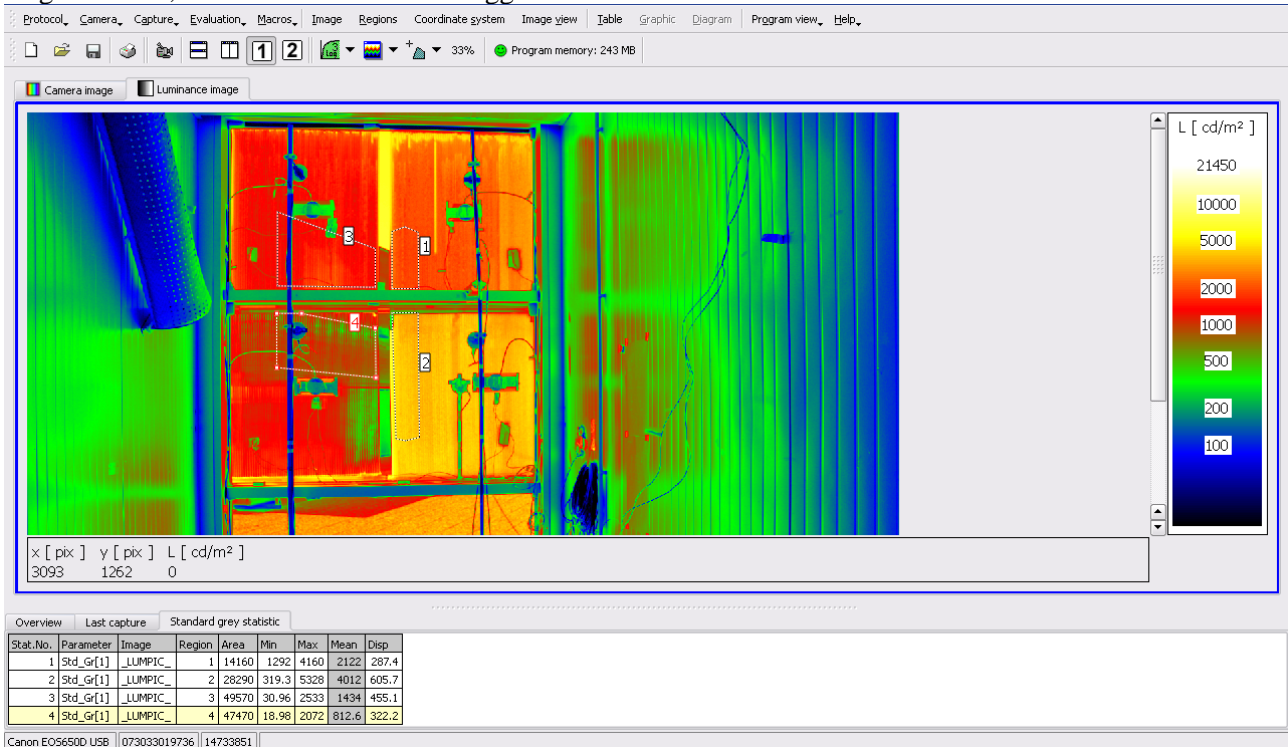 Protocol Camera Capture Evaluation Macros Image Regions Coordinate system Image view Table Graphic Diagram Program view Help
1 2 Log 33% Program memory: 243 MB
Camera image Luminance image
L [ cd/m² ]
21450
10000
5000
2000
1000
500
200
100
3
1
4
2
x [ pix ] y [ pix ] L [ cd/m² ]
3093 1262 0
Overview Last capture Standard grey statistic
Stat.No. Parameter Image Region Area Min Max Mean Disp
1 Std_Gr[1] _LUMPIC_ 1 14160 1292 4160 2122 287.4
2 Std_Gr[1] _LUMPIC_ 2 28290 319.3 5328 4012 605.7
3 Std_Gr[1] _LUMPIC_ 3 49570 30.96 2533 1434 455.1
4 Std_Gr[1] _LUMPIC_ 4 47470 18.98 2072 812.6 322.2
Canon EOS650D USB 073033019736 14733851